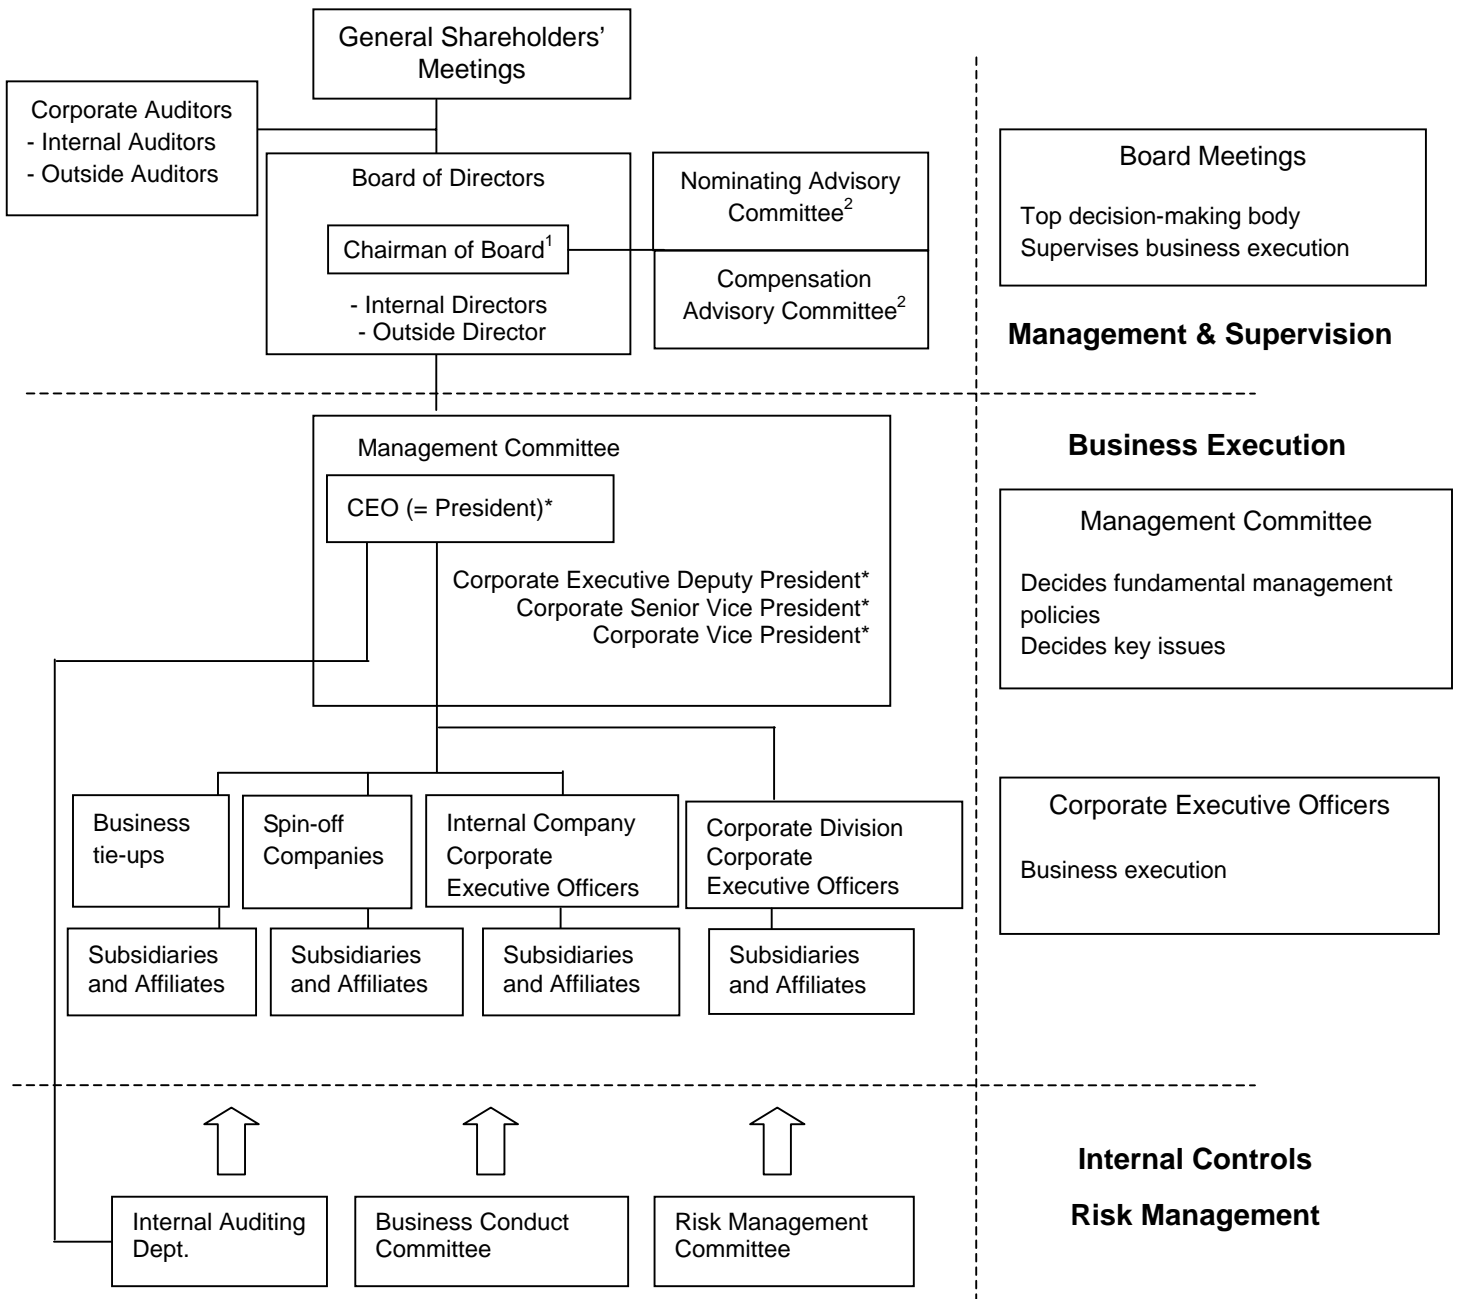 General Shareholders’
Meetings
Corporate Auditors
- Internal Auditors
- Outside Auditors
Board of Directors
Chairman of Board1
- Internal Directors
- Outside Director
Nominating Advisory
Committee2
Compensation
Advisory Committee2
Board Meetings
Top decision-making body
Supervises business execution
Management & Supervision
Management Committee
CEO (= President)*
Corporate Executive Deputy President*
Corporate Senior Vice President*
Corporate Vice President*
Business Execution
Management Committee
Decides fundamental management
policies
Decides key issues
Business
tie-ups
Spin-off
Companies
Internal Company
Corporate
Executive Officers
Corporate Division
Corporate
Executive Officers
Subsidiaries
and Affiliates
Subsidiaries
and Affiliates
Subsidiaries
and Affiliates
Subsidiaries
and Affiliates
Corporate Executive Officers
Business execution
Internal Auditing
Dept.
Business Conduct
Committee
Risk Management
Committee
Internal Controls
Risk Management